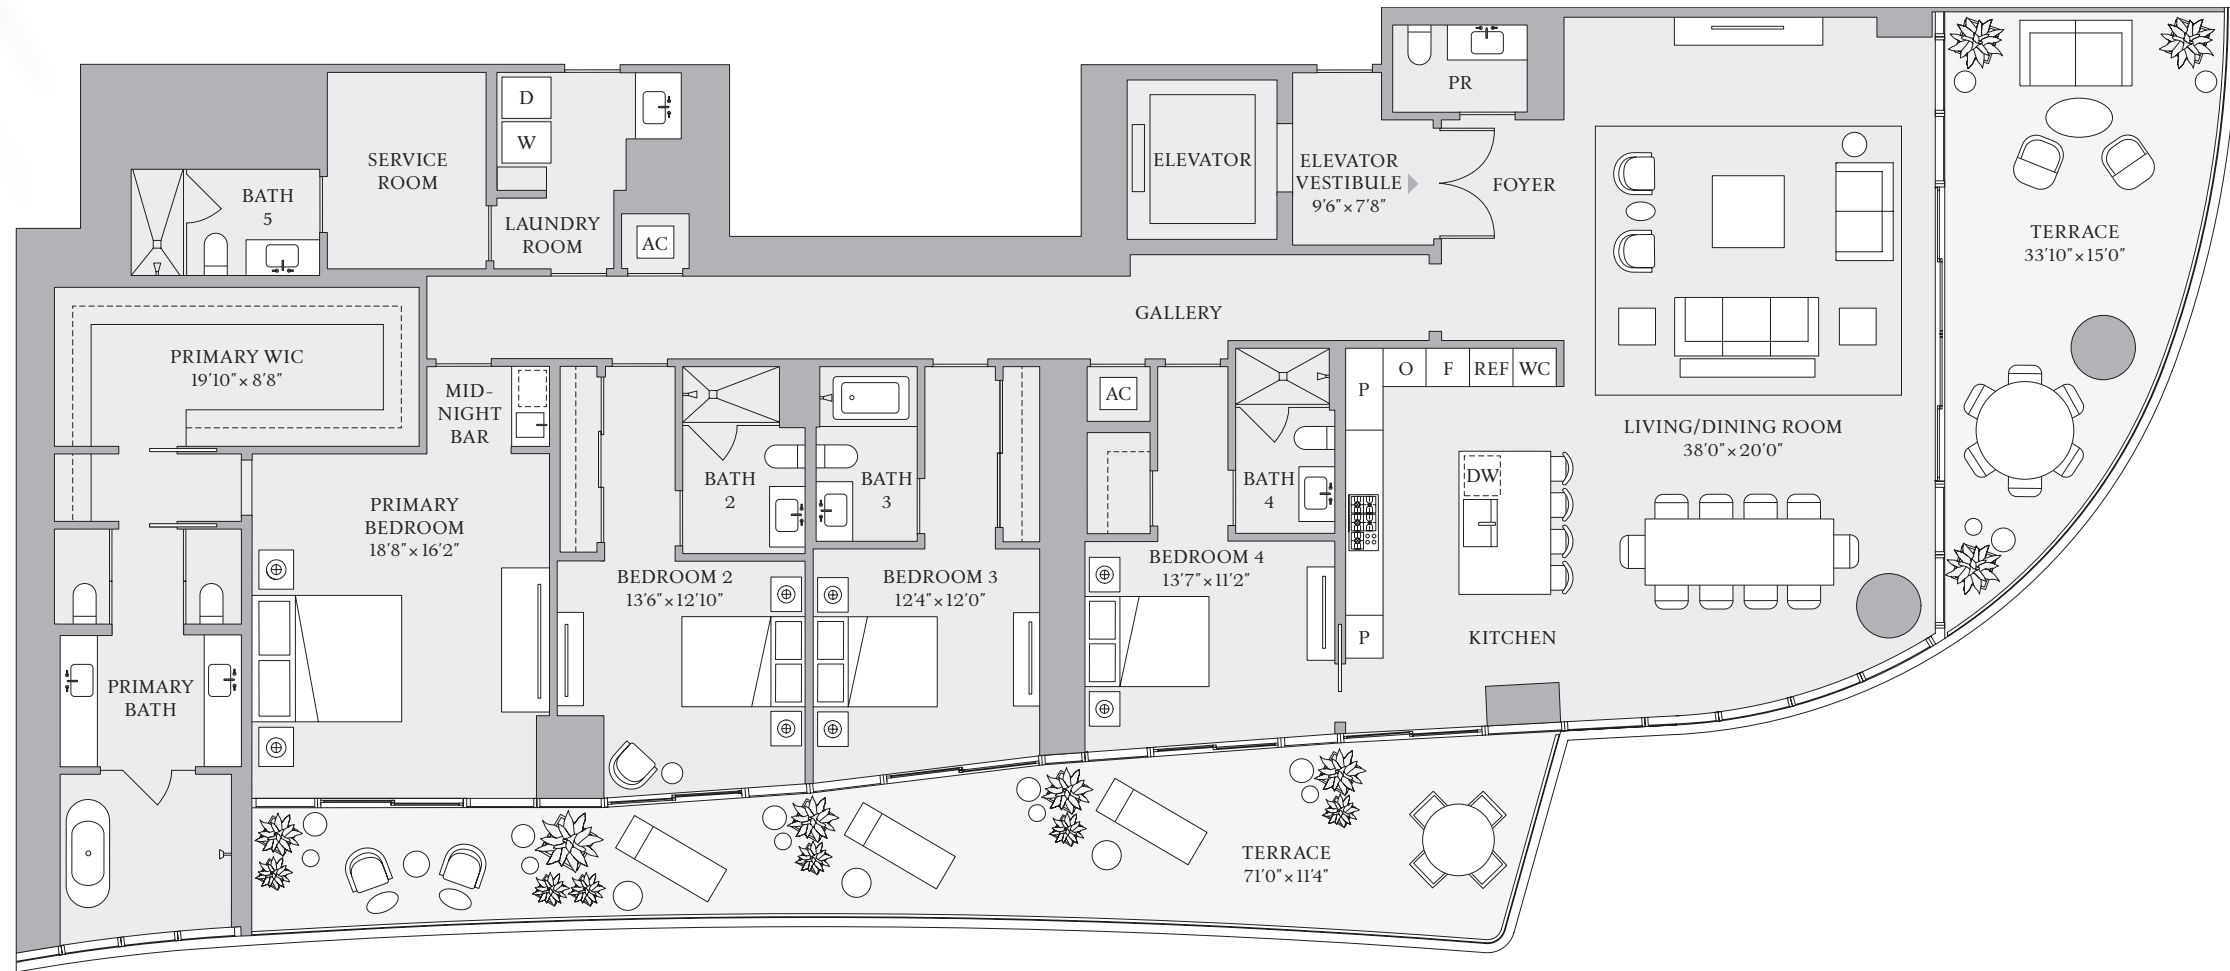 PR
D
W
SERVICE
ROOM
BATH
5
LAUNDRY
ROOM
AC
ELEVATOR
ELEVATOR
VESTIBULE
9'6" × 7'8"
FOYER
TERRACE
33'10" × 15'0"
GALLERY
PRIMARY WIC
19'10" × 8'8"
MID-
NIGHT
BAR
AC
P
O
F
REF
WC
LIVING/DINING ROOM
38'0" × 20'0"
PRIMARY
BEDROOM
18'8" × 16'2"
BATH
2
BATH
3
BATH
4
DW
BEDROOM 2
13'6" × 12'10"
BEDROOM 3
12'4" × 12'0"
BEDROOM 4
13'7" × 11'2"
P
KITCHEN
PRIMARY
BATH
TERRACE
71'0" × 11'4"